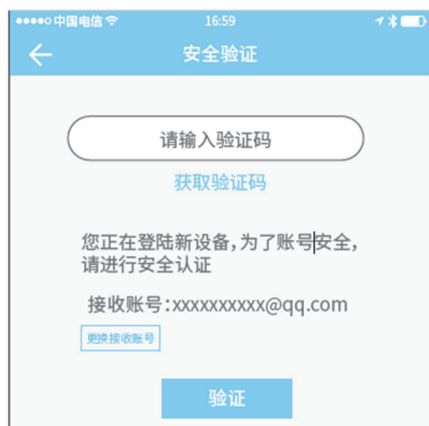 中国电信 16:59
安全验证
请输入验证码
获取验证码
您正在登陆新设备,为了账号安全,
请进行安全认证
接收账号:xxxxxxxxxx@qq.com
更换接收账号
验证